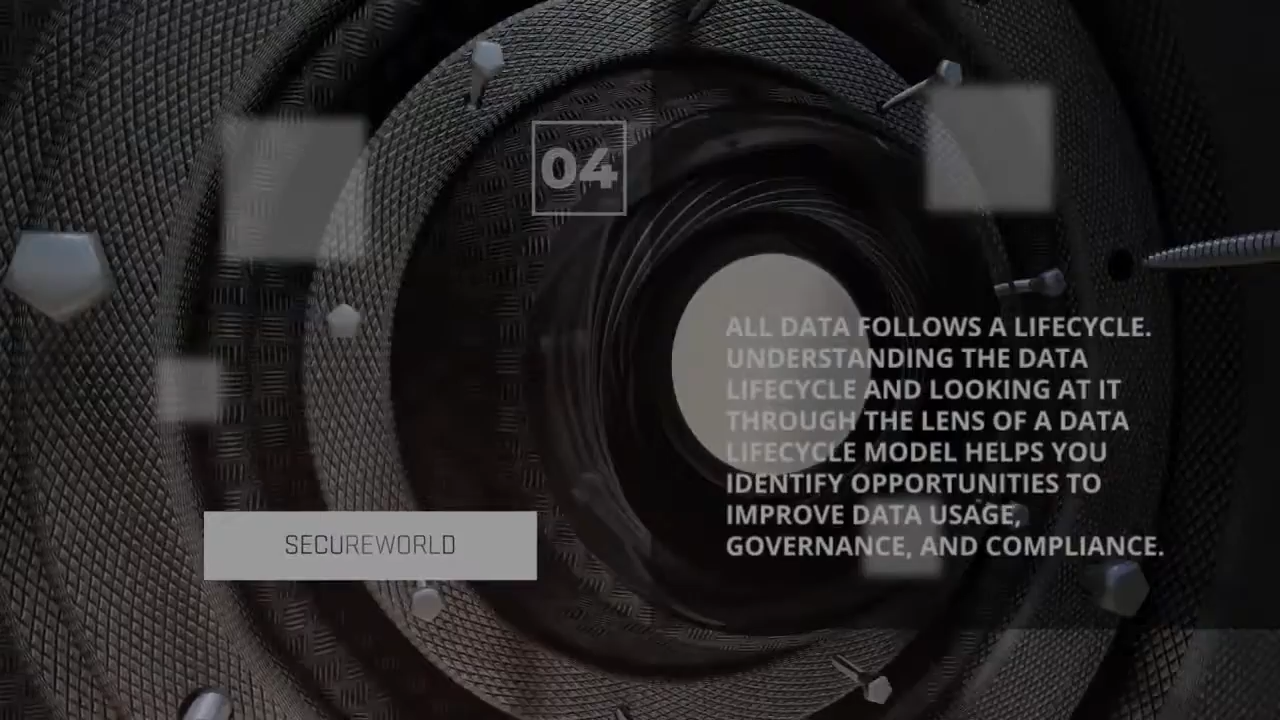 04
ALL DATA FOLLOWS A LIFECYCLE.
UNDERSTANDING THE DATA
LIFECYCLE AND LOOKING AT IT
THROUGH THE LENS OF A DATA
LIFECYCLE MODEL HELPS YOU
IDENTIFY OPPORTUNITIES TO
IMPROVE DATA USAGE,
GOVERNANCE, AND COMPLIANCE.
SECUREWORLD